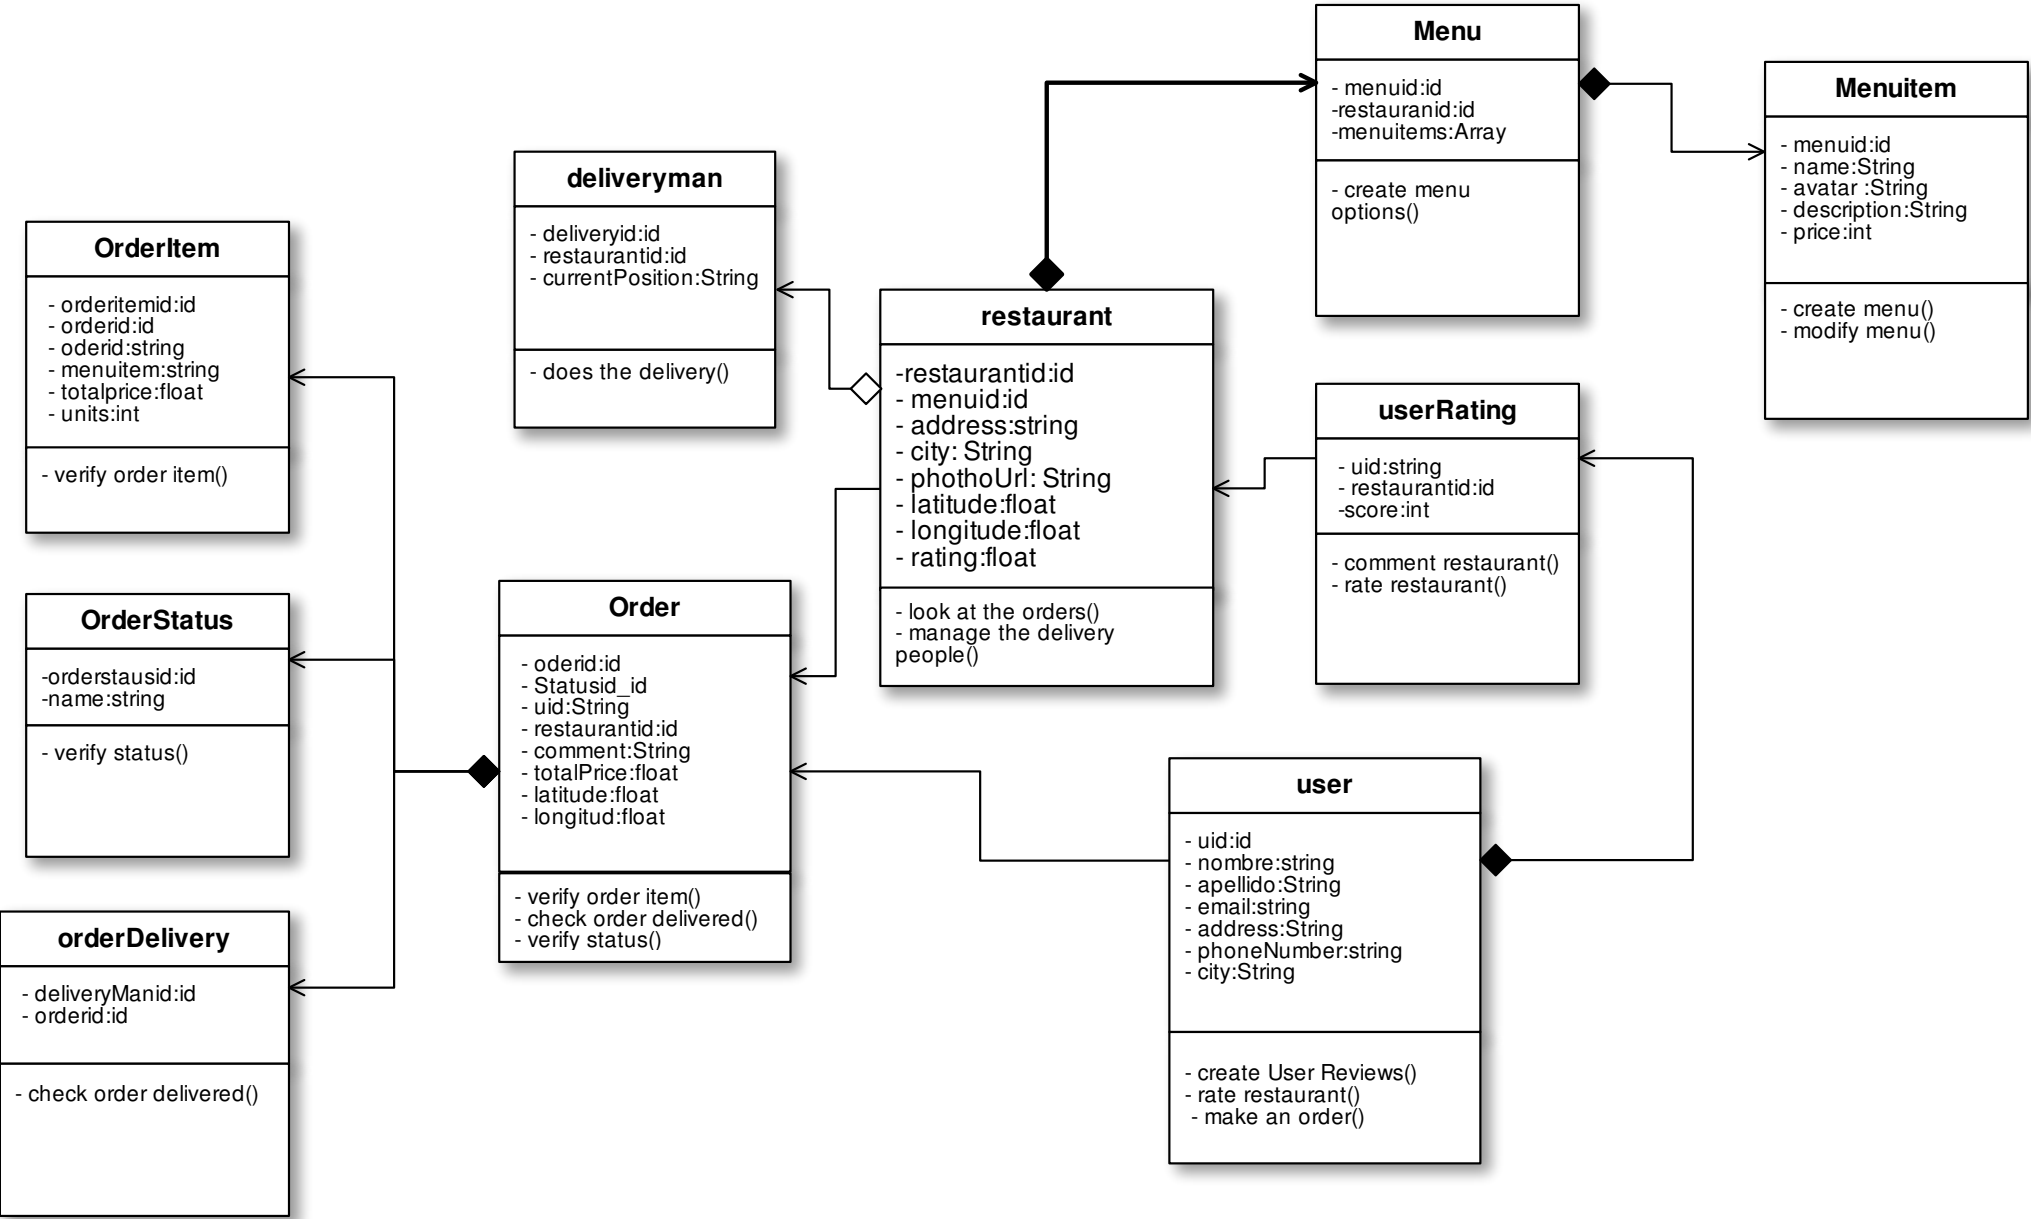 Menu
- menuid:id
-restauranid:id
-menuitems:Array
- create menu
options()
Menuitem
- menuid:id
- name:String
- avatar :String
- description:String
- price:int
- create menu()
- modify menu()
deliveryman
- deliveryid:id
- restaurantid:id
- currentPosition:String
- does the delivery()
OrderItem
- orderitemid:id
- orderid:id
- oderid:string
- menuitem:string
- totalprice:float
- units:int
- verify order item()
restaurant
-restaurantid:id
- menuid:id
- address:string
- city: String
- phothoUrl: String
- latitude:float
- longitude:float
- rating:float
- look at the orders()
- manage the delivery
people()
userRating
- uid:string
- restaurantid:id
-score:int
- comment restaurant()
- rate restaurant()
OrderStatus
-orderstausid:id
-name:string
- verify status()
Order
- oderid:id
- Statusid_id
- uid:String
- restaurantid:id
- comment:String
- totalPrice:float
- latitude:float
- longitud:float
- verify order item()
- check order delivered()
- verify status()
user
- uid:id
- nombre:string
- apellido:String
- email:string
- address:String
- phoneNumber:string
- city:String
- create User Reviews()
- rate restaurant()
- make an order()
orderDelivery
- deliveryManid:id
- orderid:id
- check order delivered()